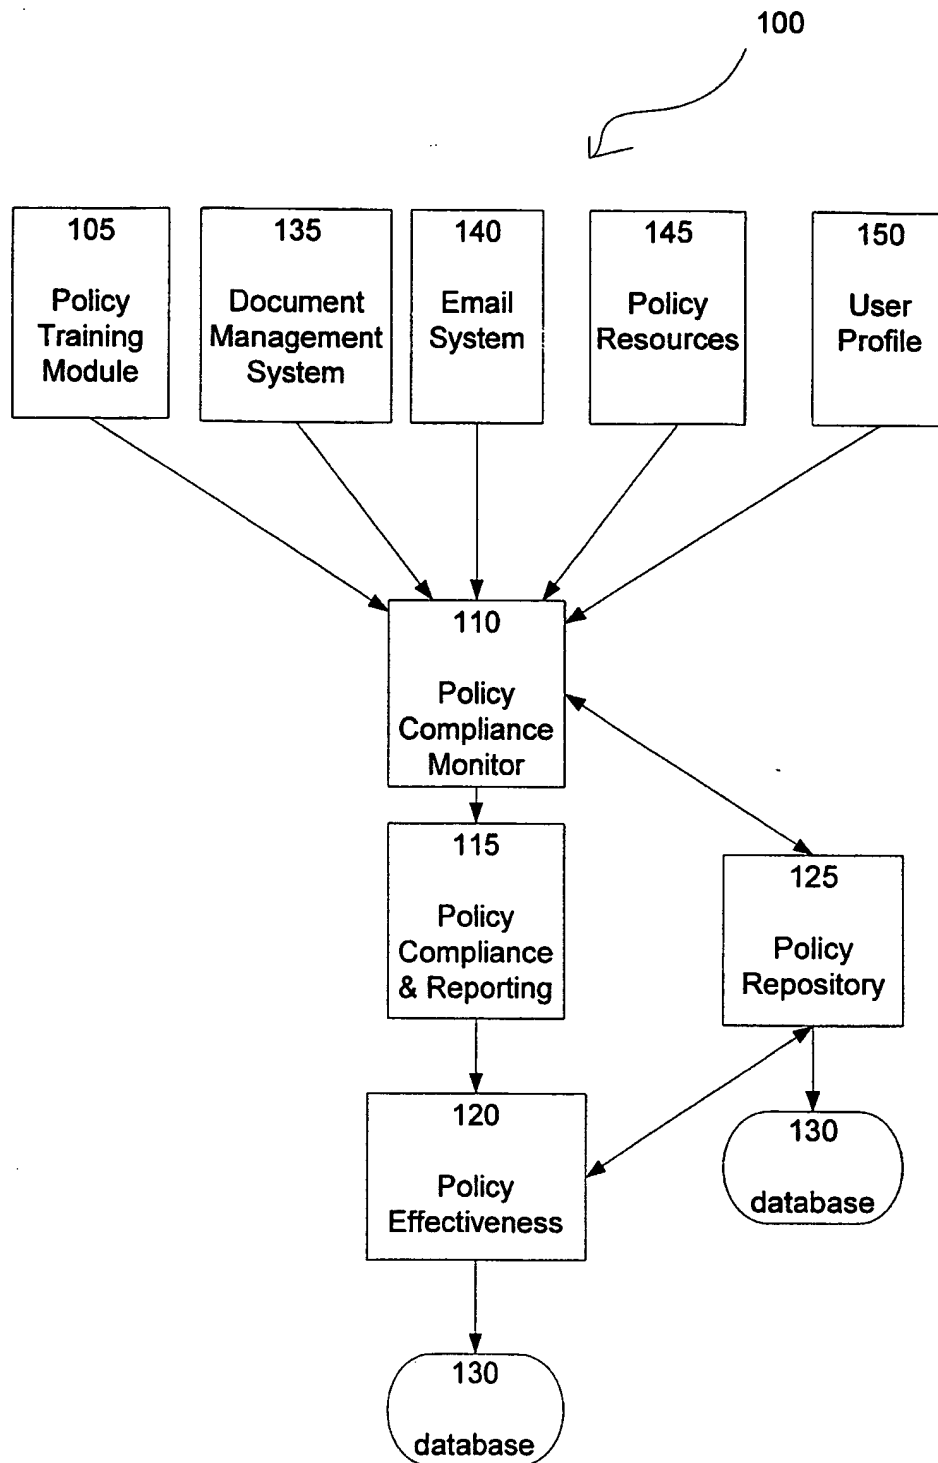 100
105
Policy
Training
Module
135
Document
Management
System
140
Email
System
145
Policy
Resources
150
User
Profile
110
Policy
Compliance
Monitor
115
Policy
Compliance
& Reporting
125
Policy
Repository
120
Policy
Effectiveness
130
database
130
database